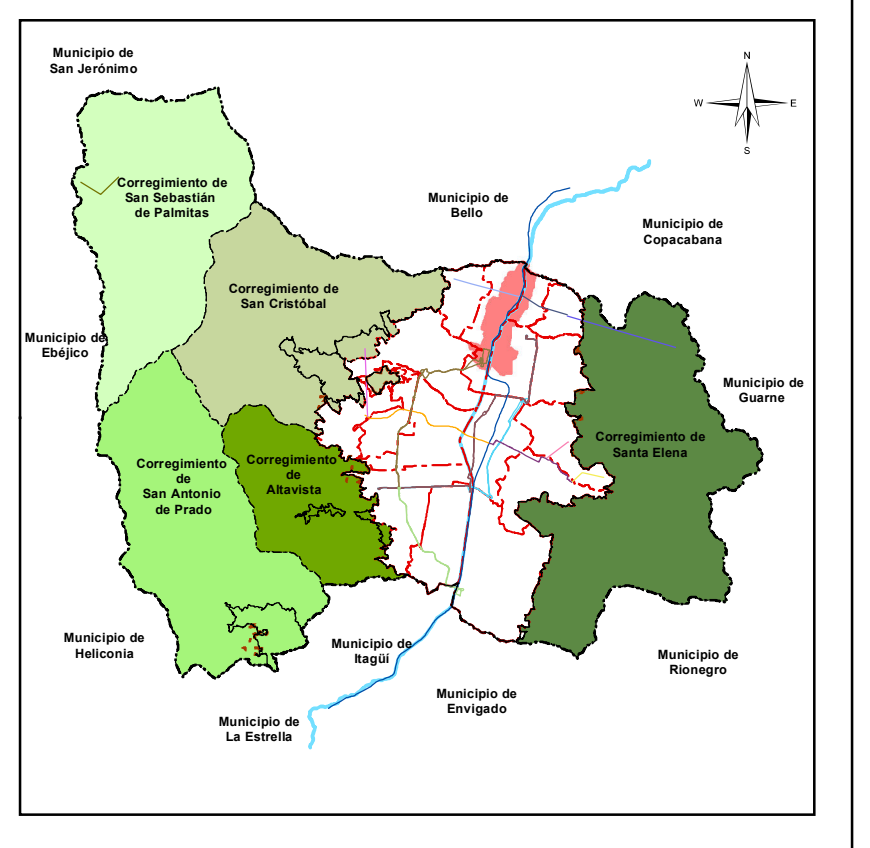 Municipio de
San Jerónimo
N
W
E
S
Corregimiento de
San Sebastián
de Palmitas
Municipio de
Bello
Municipio de
Copacabana
Corregimiento de
San Cristóbal
Municipio de
Ebéjico
Municipio de
Guarne
Corregimiento de
Santa Elena
Corregimiento
de
Altavista
Corregimiento
de
San Antonio
de Prado
Municipio de
Heliconia
Municipio de
Itagüí
Municipio de
Rionegro
Municipio de
Envigado
Municipio de
La Estrella